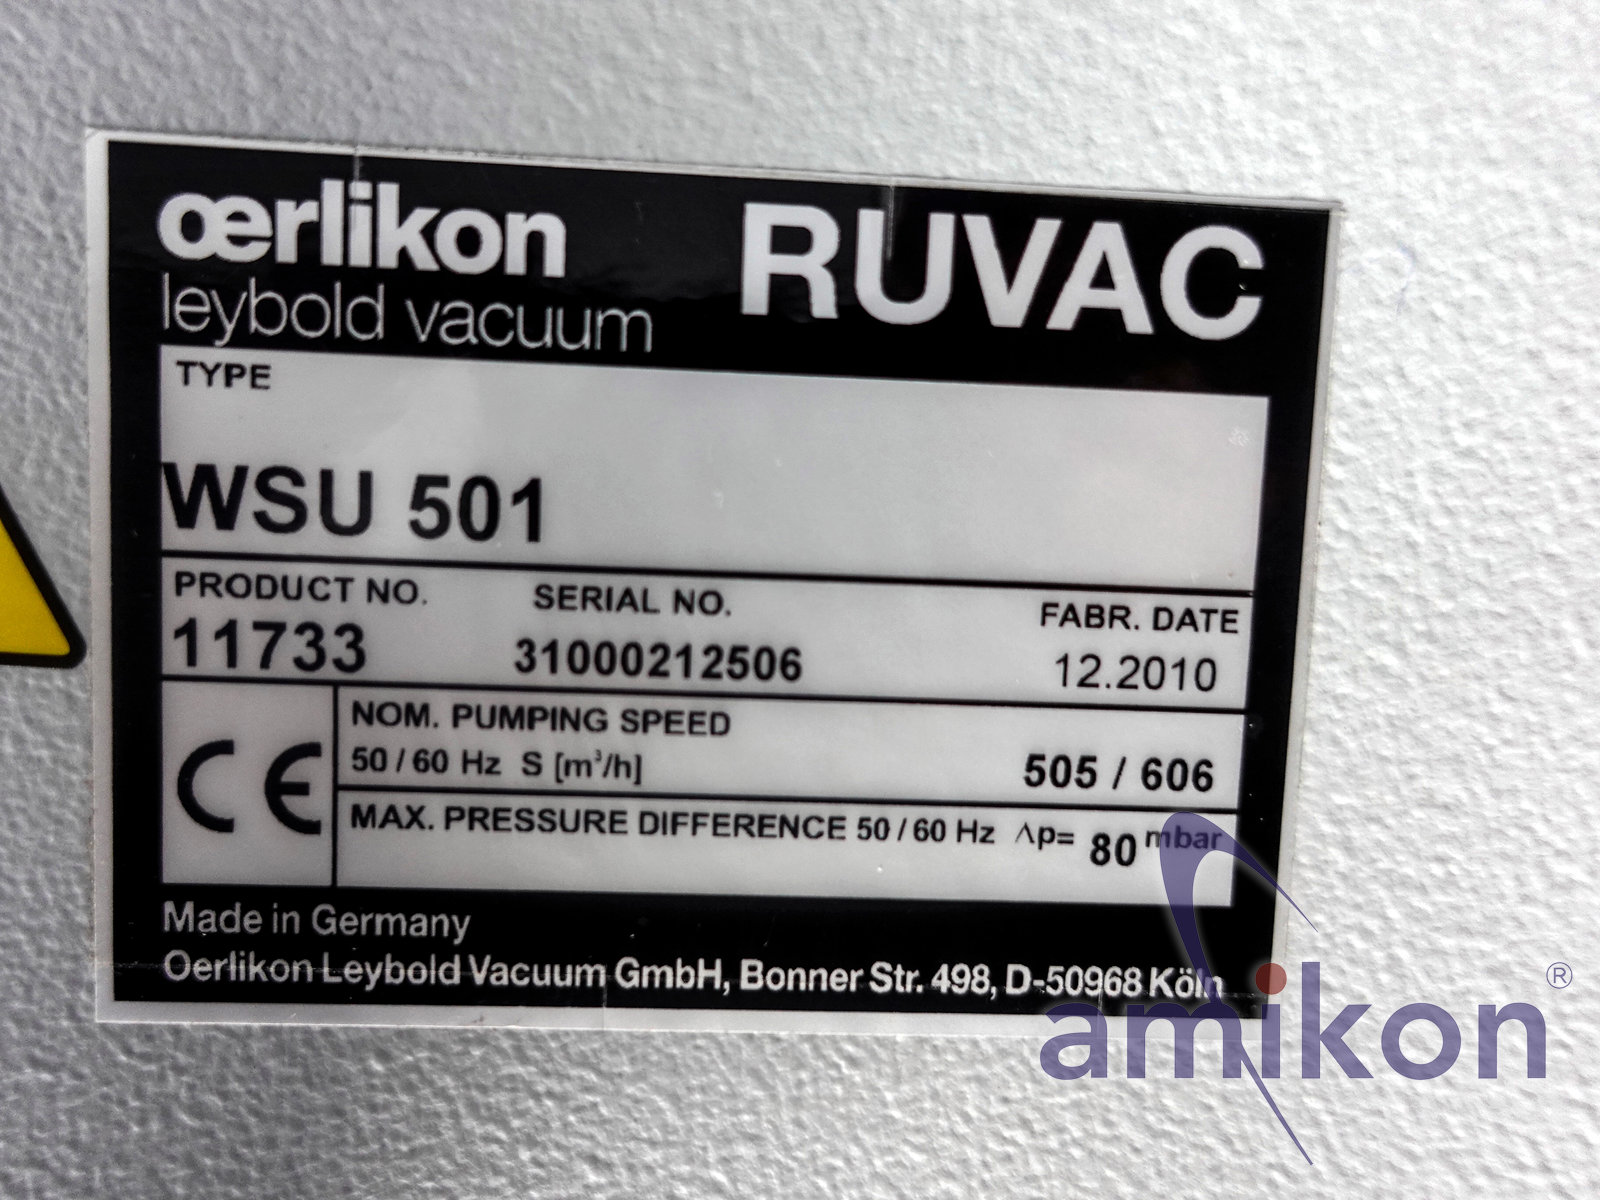 œrlikon
leybold vacuum
RUVAC
TYPE
WSU 501
PRODUCT NO. SERIAL NO. FABR. DATE
11733 31000212506 12.2010
CE
NOM. PUMPING SPEED
50 / 60 Hz S [m³/h] 505 / 606
MAX. PRESSURE DIFFERENCE 50 / 60 Hz Λp= 80 mbar
Made in Germany
Oerlikon Leybold Vacuum GmbH, Bonner Str. 498, D-50968 Köln
amikon®